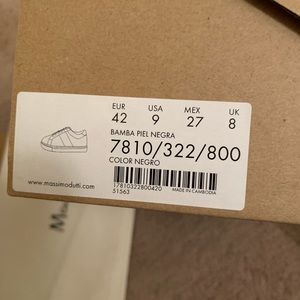 EUR USA MEX UK
42 9 27 8
BAMBA PIEL NEGRA
7810/322/800
COLOR NEGRO
www.massimodutti.com
17810322800420
51563
MADE IN CAMBODIA